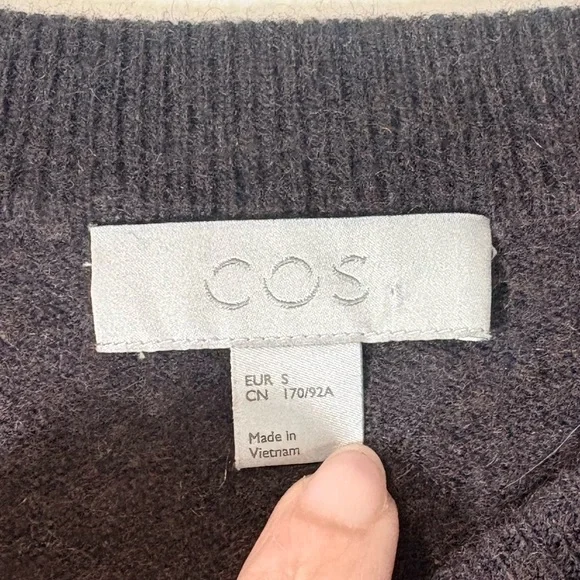 COS
EUR S
CN 170/92A
Made in
Vietnam